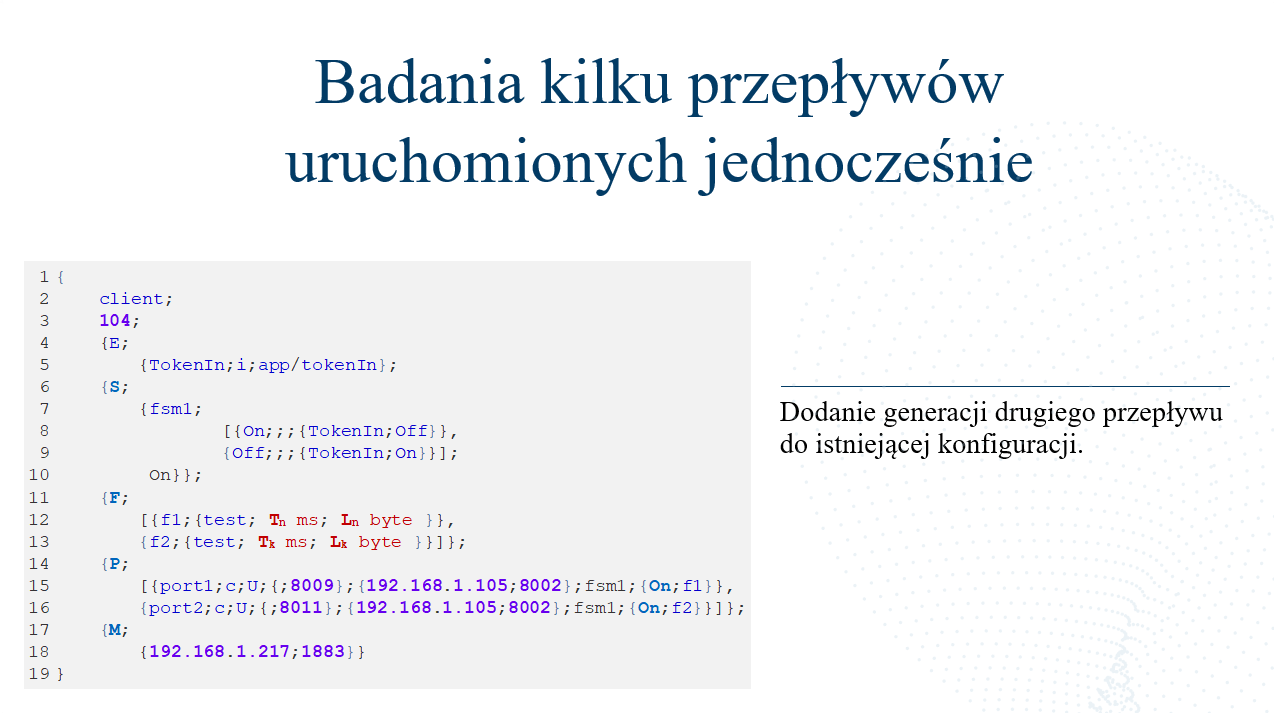 Badania kilku przepływów
uruchomionych jednocześnie
1 {
2 client;
3 104;
4 {E;
5 {TokenIn;i;app/tokenIn};
6 {S;
7 {fsm1;
8 [{On;;;{TokenIn;Off}},
9 {Off;;;{TokenIn;On}}];
10 On}};
11 {F;
12 [{f1;{test; Tn ms; Ln byte }},
13 {f2;{test; Tk ms; Lk byte }}]};
14 {P;
15 [{port1;c;U;{;8009};{192.168.1.105;8002};fsm1;{On;f1}},
16 {port2;c;U;{;8011};{192.168.1.105;8002};fsm1;{On;f2}}]};
17 {M;
18 {192.168.1.217;1883}}
19 }
Dodanie generacji drugiego przepływu
do istniejącej konfiguracji.